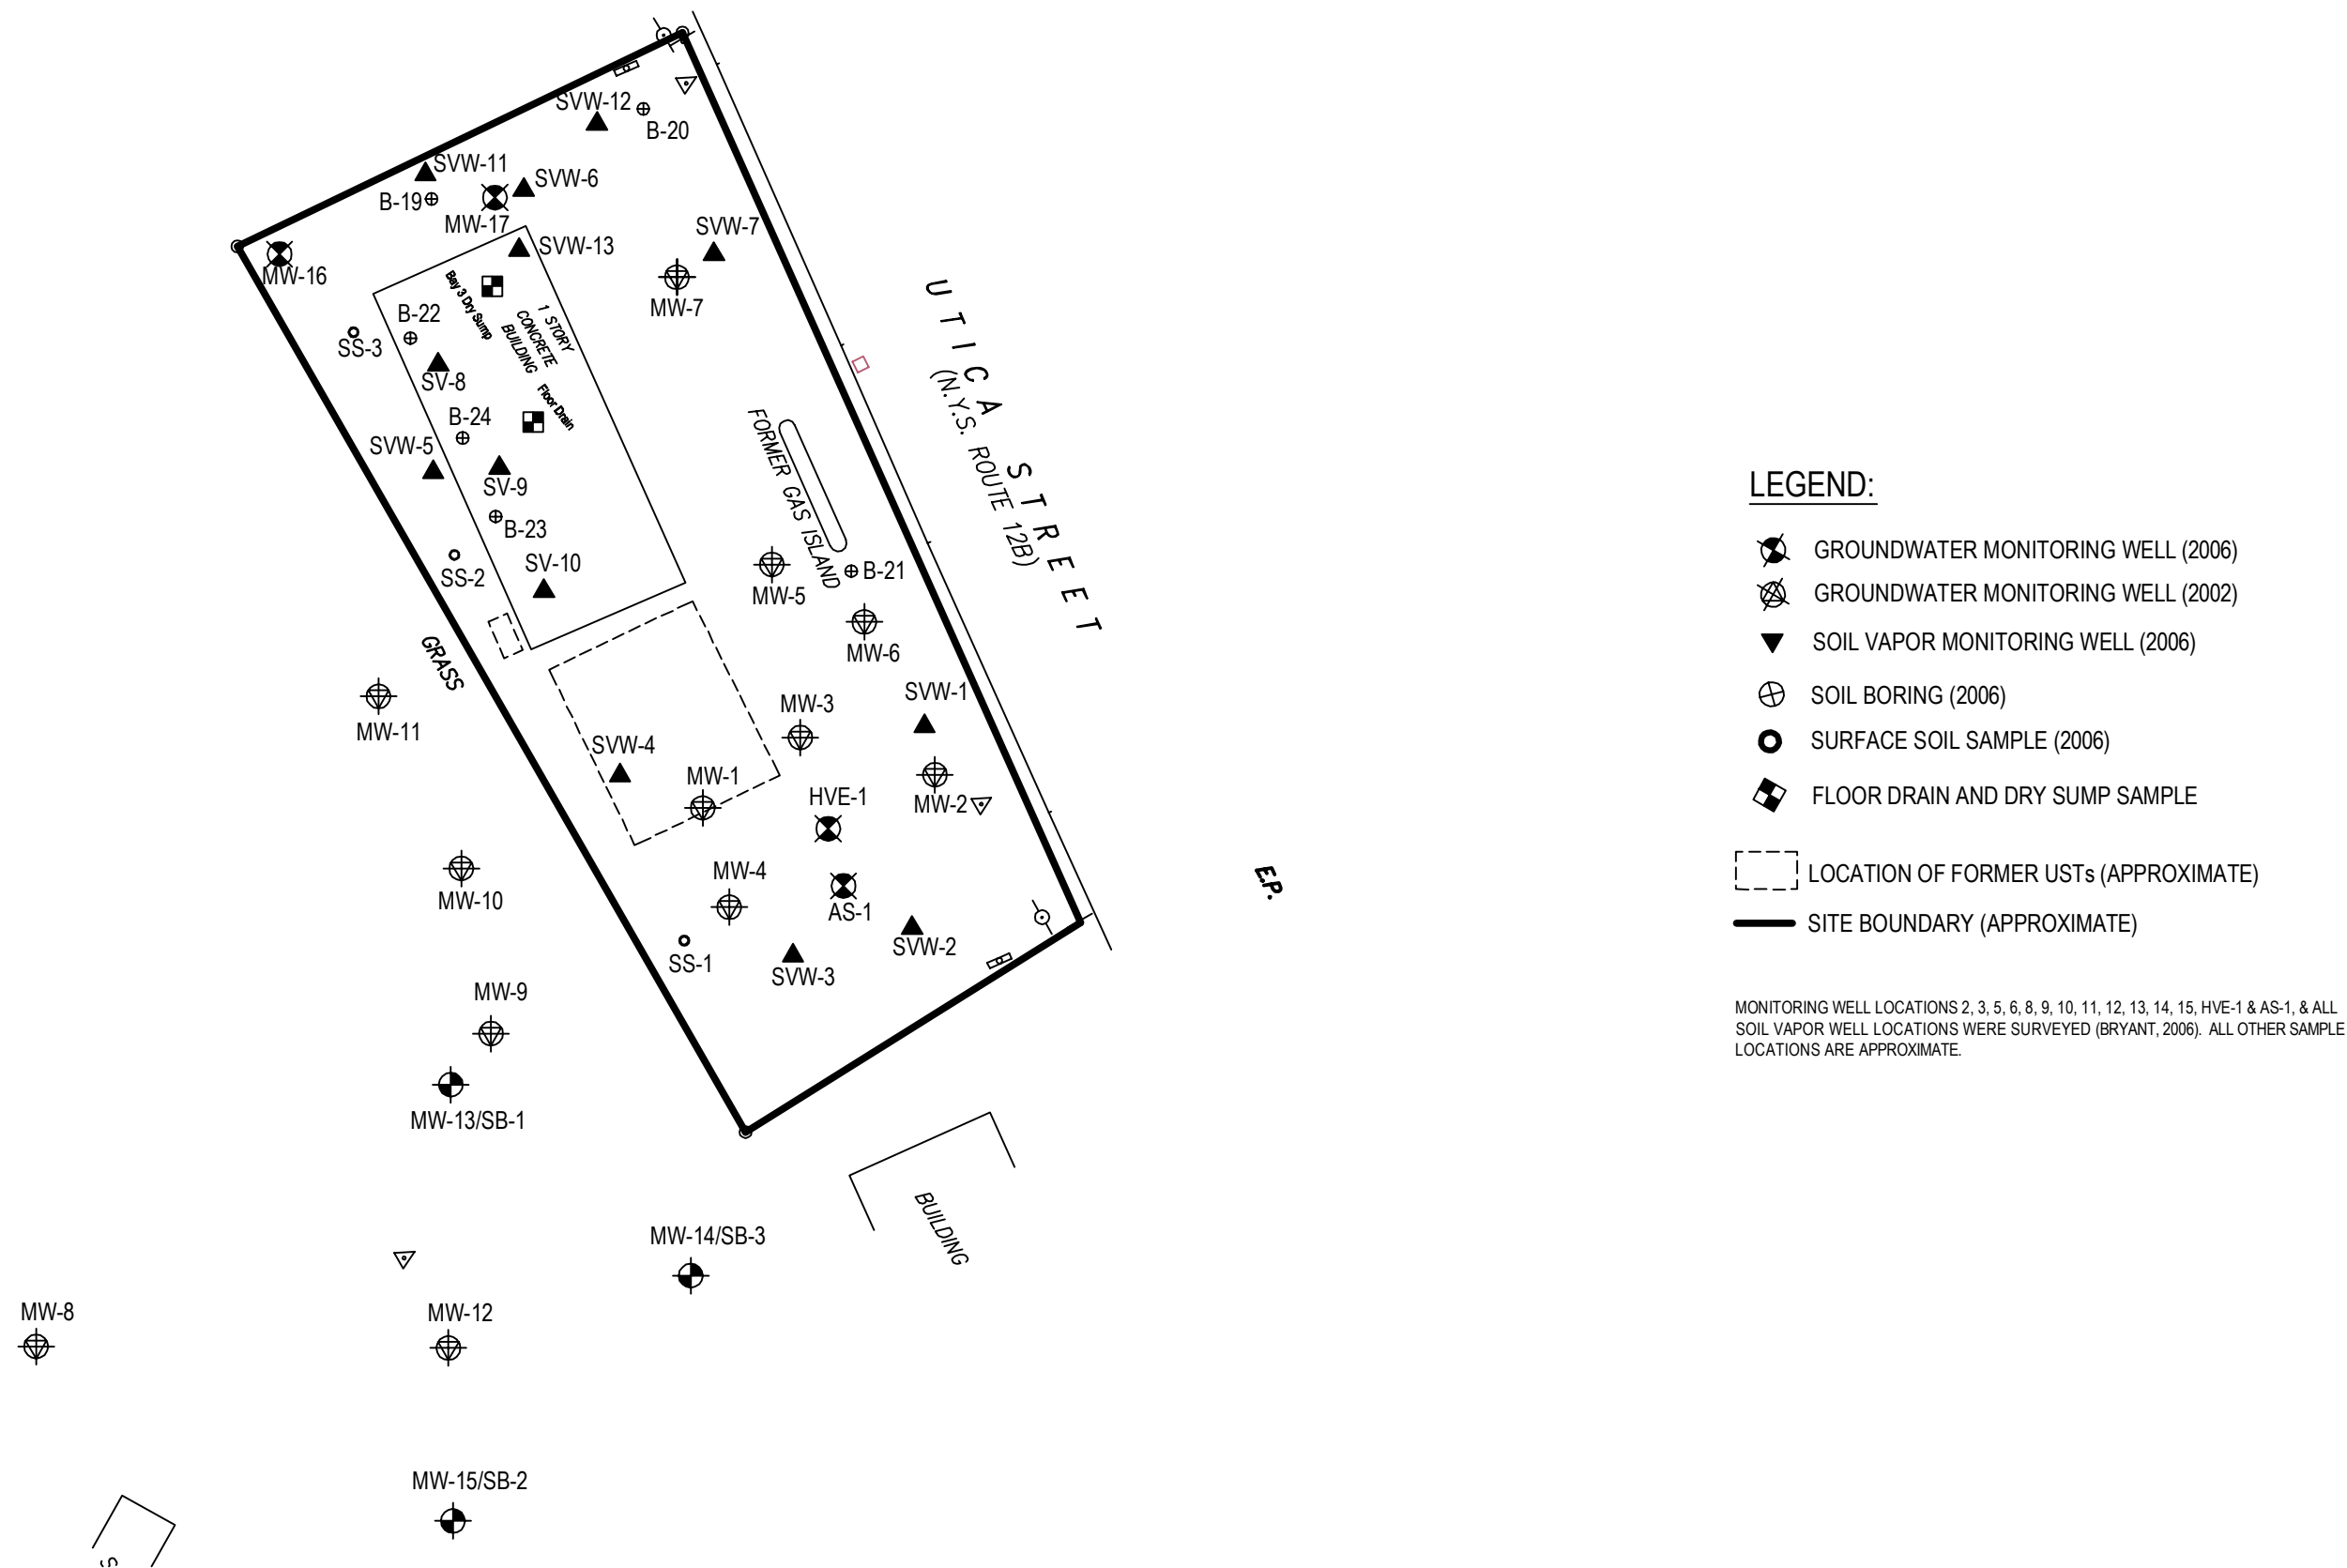 SVW-12
B-20
SVW-11
SVW-6
B-19
MW-17
SVW-7
SVW-13
MW-16
Bay 3 Dry Sump
1 STORY
CONCRETE
BUILDING
MW-7
B-22
SS-3
SV-8
Floor Drain
B-24
SVW-5
SV-9
B-23
SS-2
SV-10
FORMER GAS ISLAND
UTICA STREET
(N.Y.S. ROUTE 12B)
MW-5
B-21
MW-6
GRASS
MW-11
SVW-1
MW-3
SVW-4
MW-1
HVE-1
MW-2
MW-4
MW-10
AS-1
E.P.
SVW-2
SS-1
SVW-3
MW-9
MW-13/SB-1
BUILDING
MW-14/SB-3
MW-8
MW-12
MW-15/SB-2
S
LEGEND:
GROUNDWATER MONITORING WELL (2006)
GROUNDWATER MONITORING WELL (2002)
SOIL VAPOR MONITORING WELL (2006)
SOIL BORING (2006)
SURFACE SOIL SAMPLE (2006)
FLOOR DRAIN AND DRY SUMP SAMPLE
LOCATION OF FORMER USTs (APPROXIMATE)
SITE BOUNDARY (APPROXIMATE)
MONITORING WELL LOCATIONS 2, 3, 5, 6, 8, 9, 10, 11, 12, 13, 14, 15, HVE-1 & AS-1, & ALL
SOIL VAPOR WELL LOCATIONS WERE SURVEYED (BRYANT, 2006). ALL OTHER SAMPLE
LOCATIONS ARE APPROXIMATE.